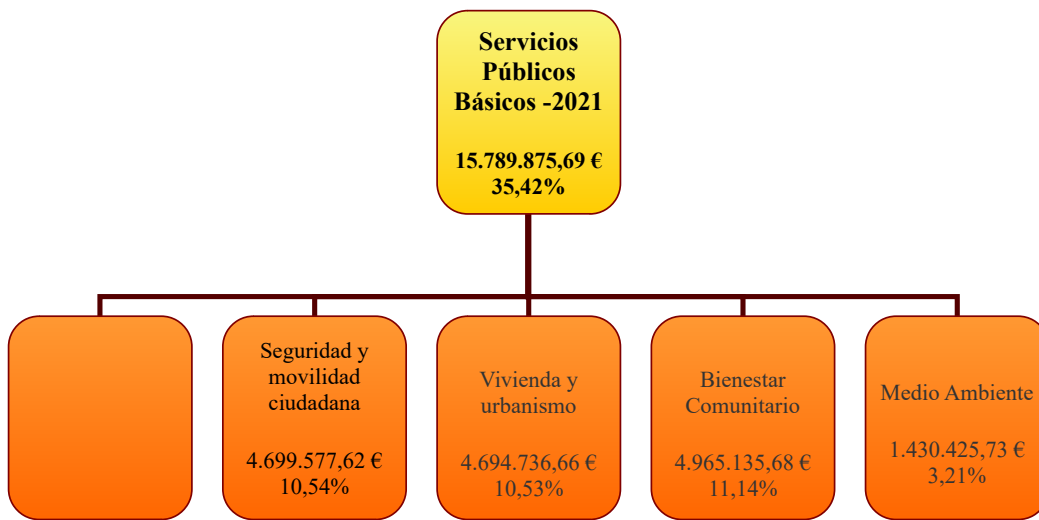 Servicios
Públicos
Básicos -2021
15.789.875,69 €
35,42%
Seguridad y
movilidad
ciudadana
4.699.577,62 €
10,54%
Vivienda y
urbanismo
4.694.736,66 €
10,53%
Bienestar
Comunitario
4.965.135,68 €
11,14%
Medio Ambiente
1.430.425,73 €
3,21%